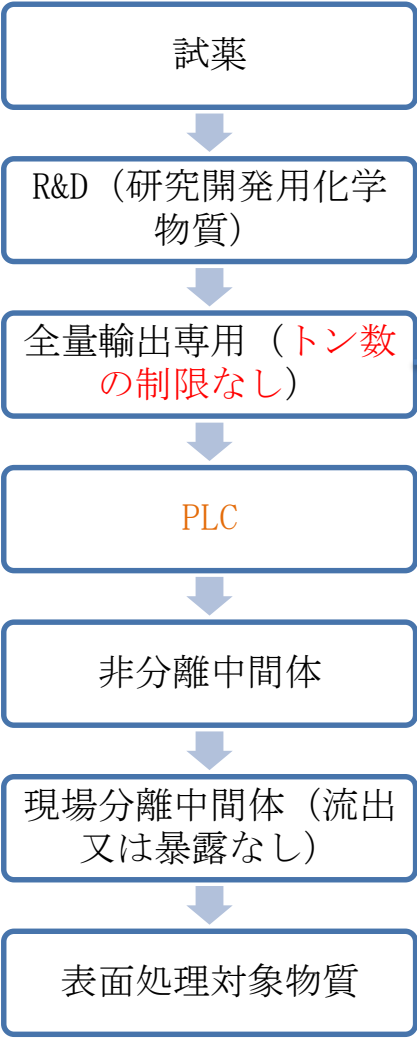 試薬
R&D（研究開発用化学
物質）
全量輸出専用（トン数
の制限なし）
PLC
非分離中間体
現場分離中間体（流出
又は暴露なし）
表面処理対象物質